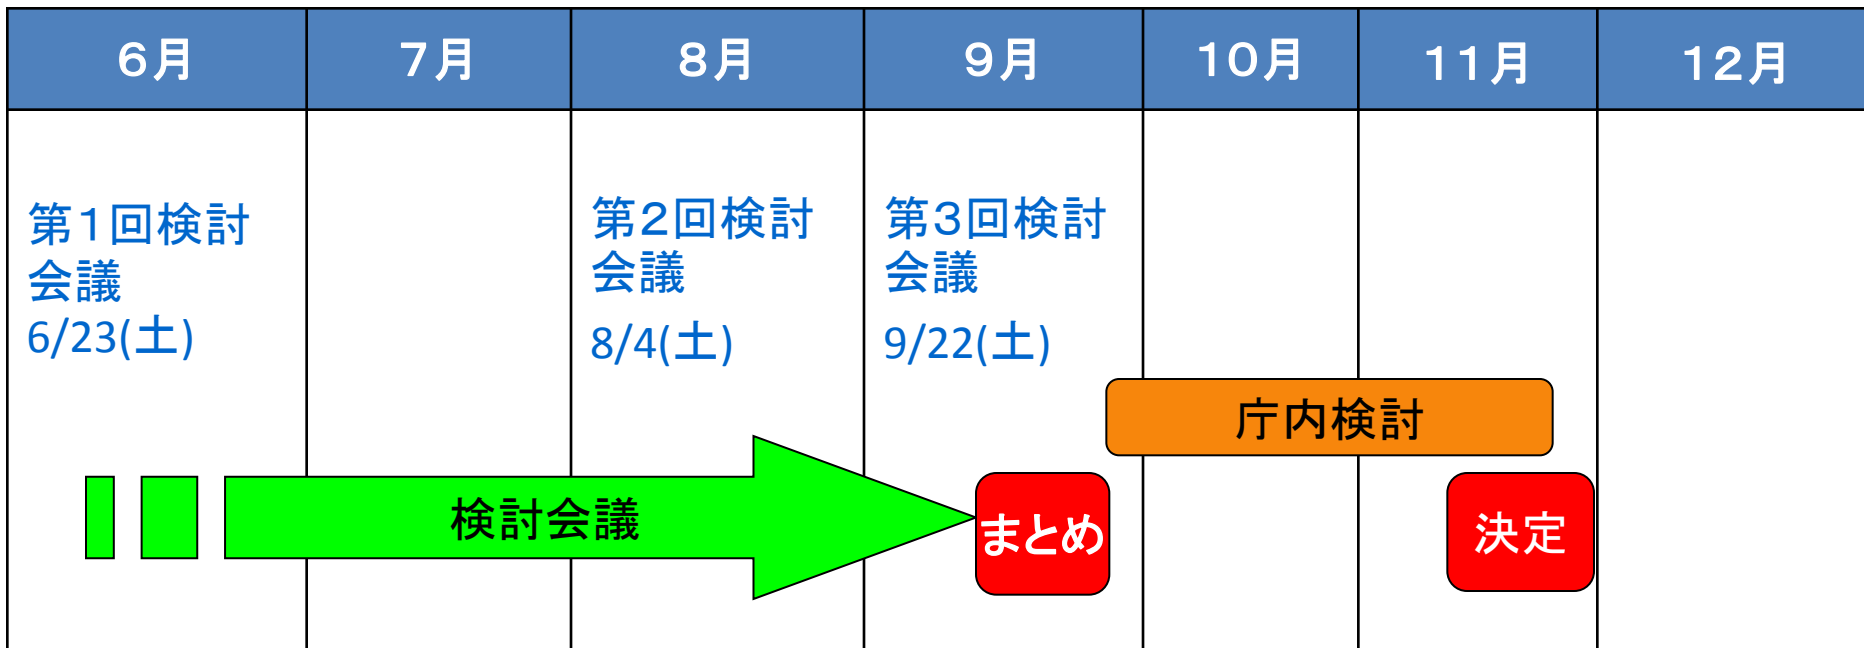 ６月
７月
８月
９月
１０月
１１月
１２月
第１回検討
会議
6/23(土)
第２回検討
会議
8/4(土)
第３回検討
会議
9/22(土)
庁内検討
検討会議
まとめ
決定